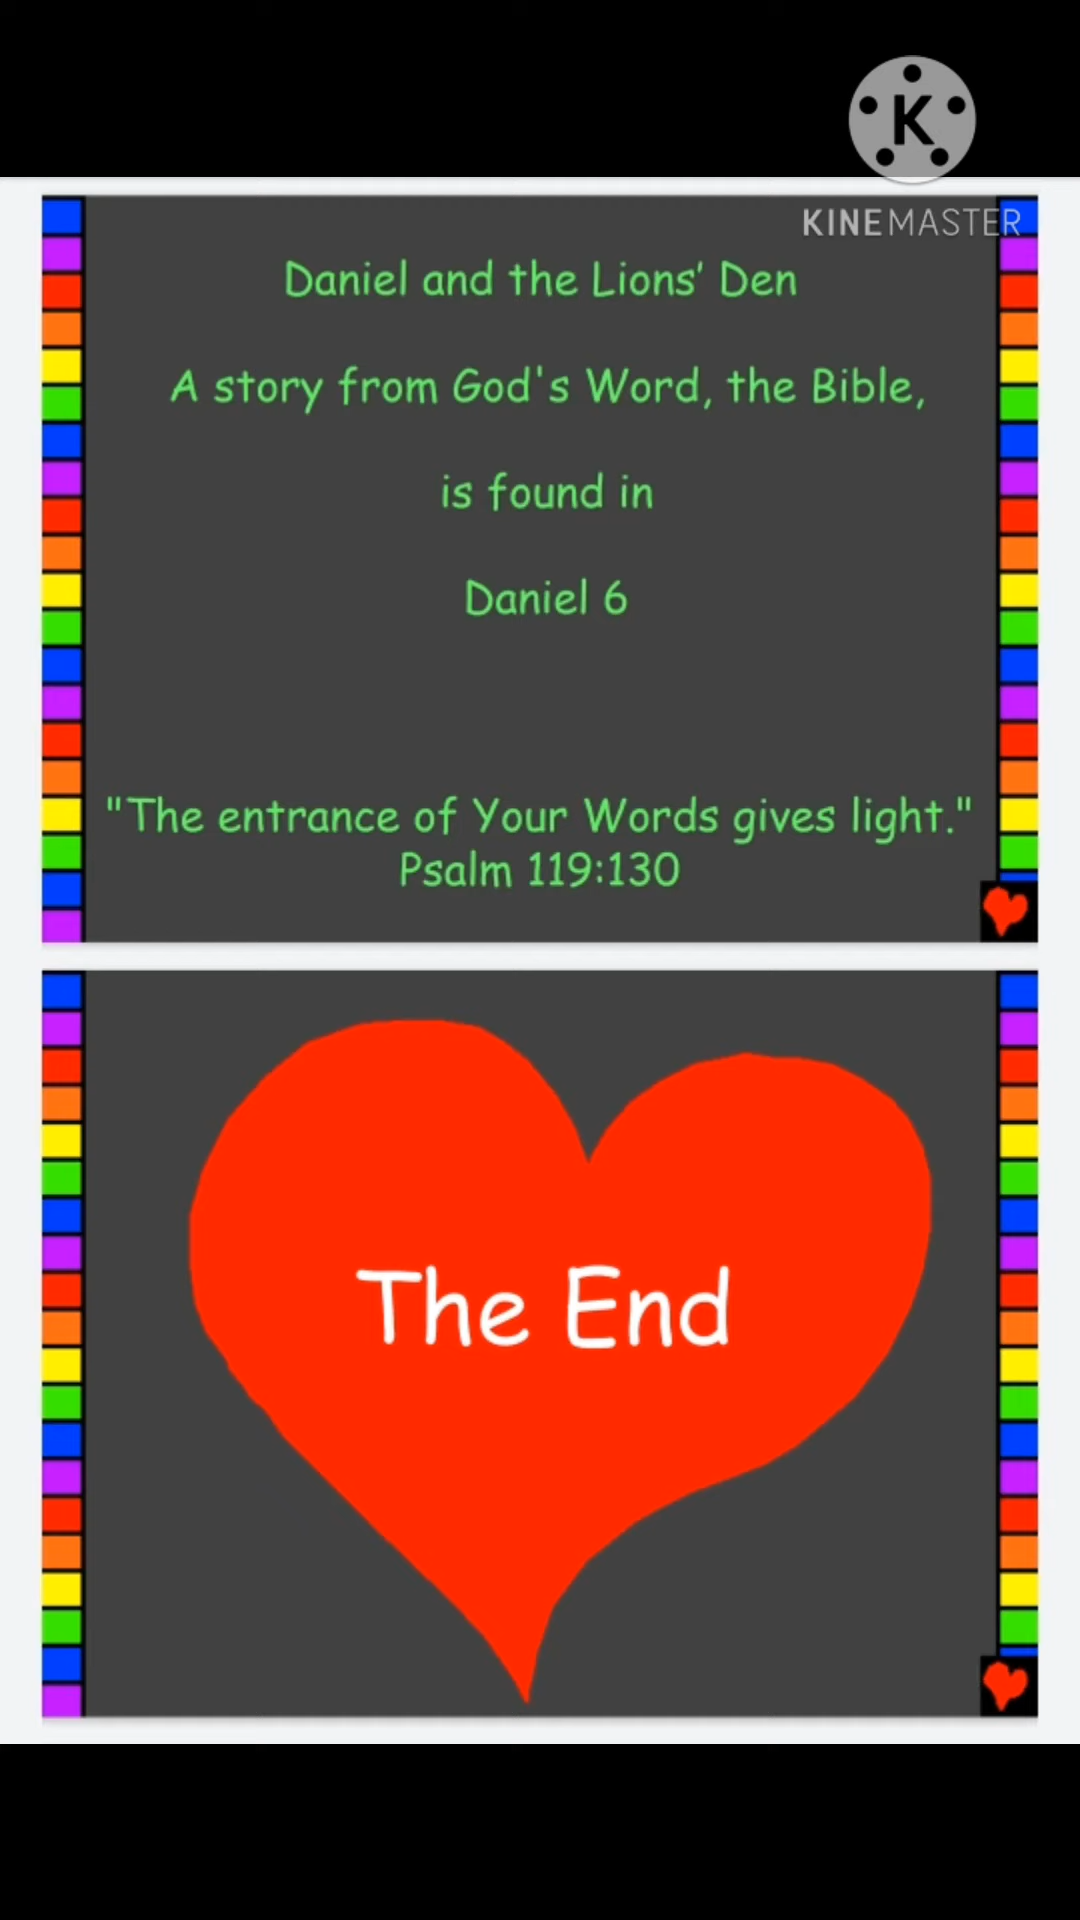 K
KINEMASTER
Daniel and the Lions’ Den
A story from God's Word, the Bible,
is found in
Daniel 6
"The entrance of Your Words gives light."
Psalm 119:130
The End